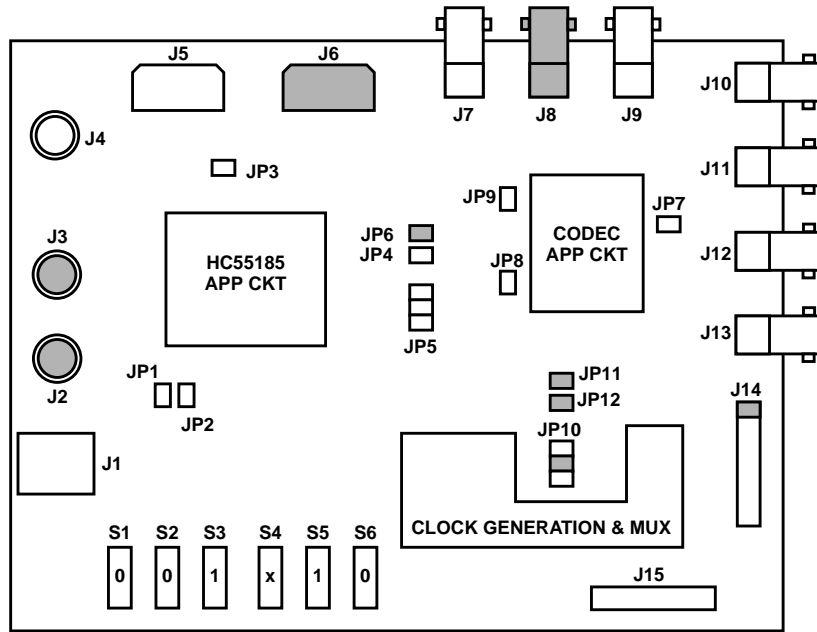 J5
J6
J7
J8
J9
J10
J4
JP3
J11
JP9
JP7
J3
JP6
JP4
HC55185
APP CKT
CODEC
APP CKT
J12
JP8
JP5
J13
J2
JP1
JP2
JP11
JP12
J14
JP10
J1
CLOCK GENERATION & MUX
S1 S2 S3 S4 S5 S6
0 0 1 x 1 0
J15